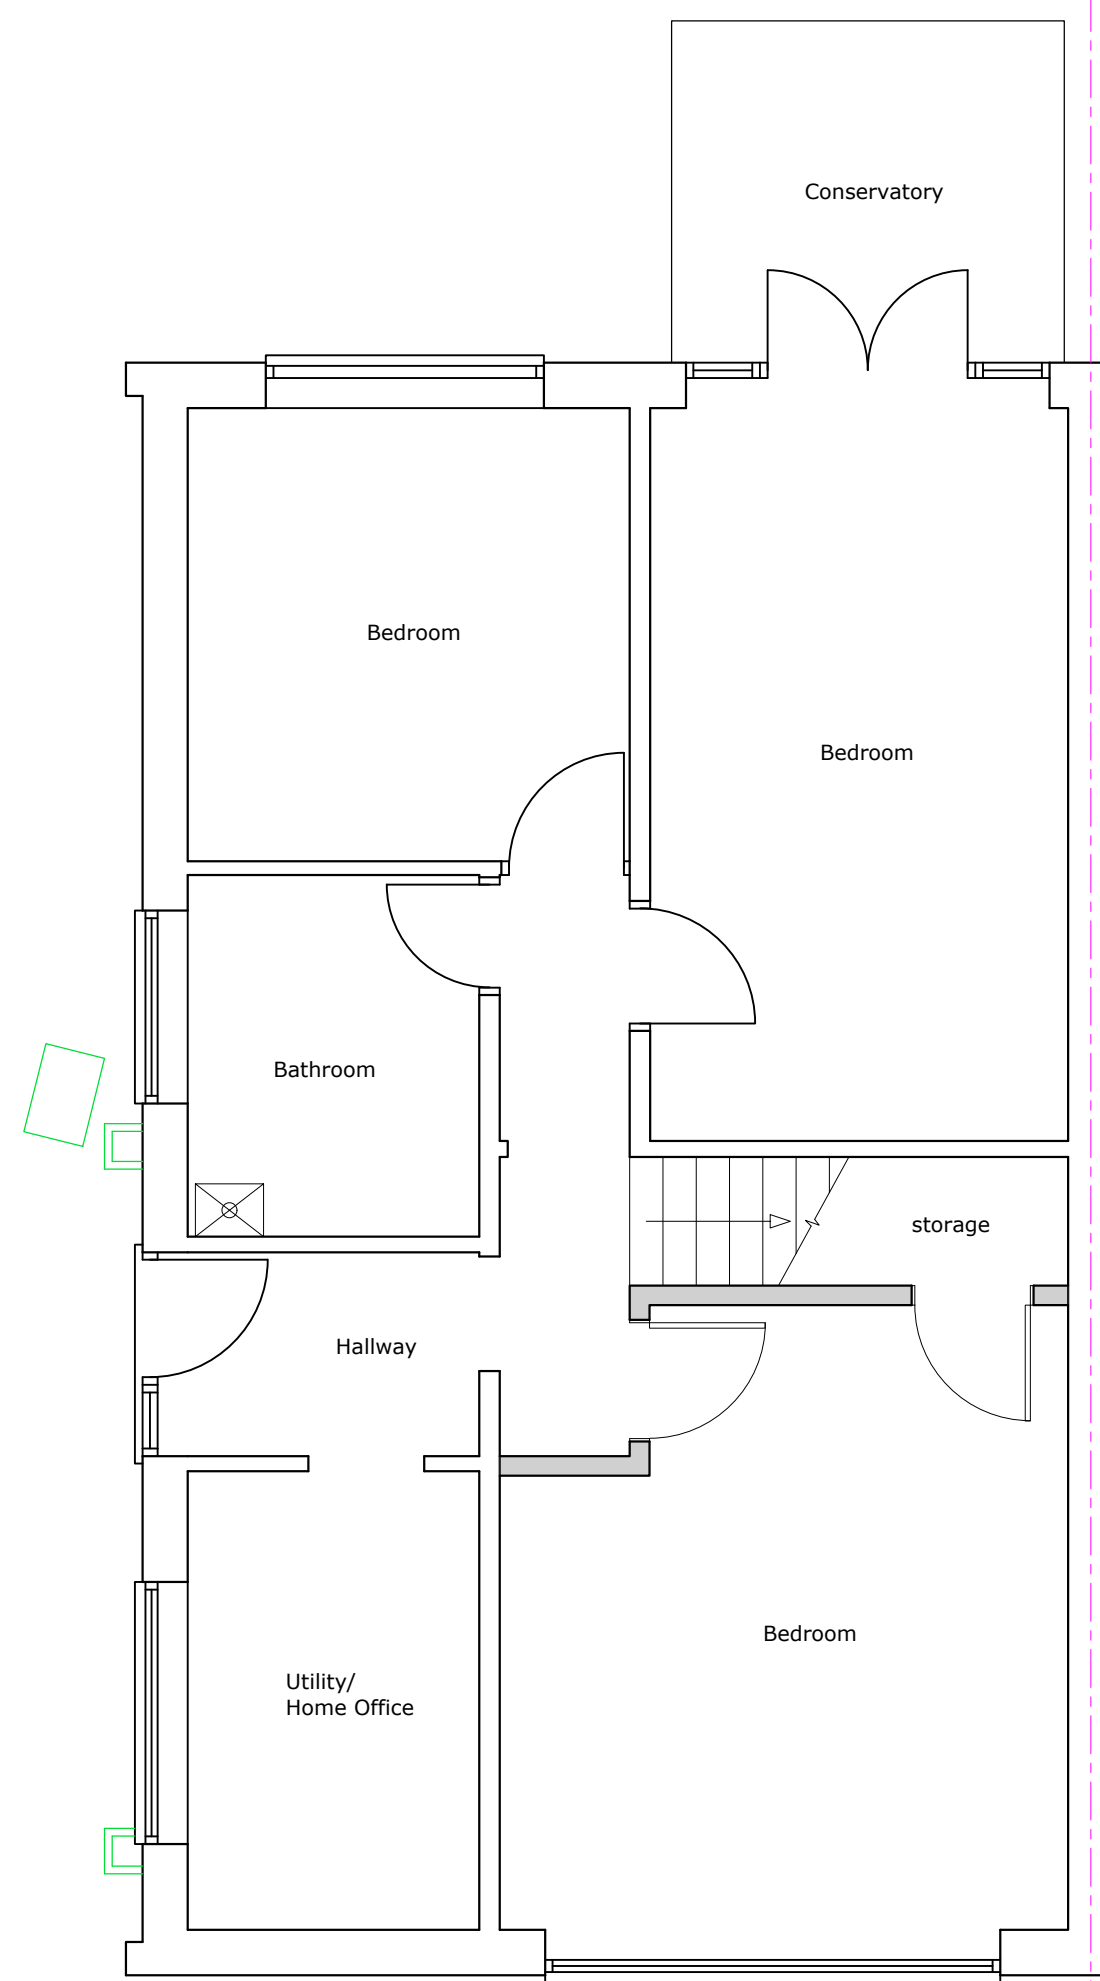 Conservatory
Bedroom
Bedroom
Bathroom
storage
Hallway
Bedroom
Utility/
Home Office